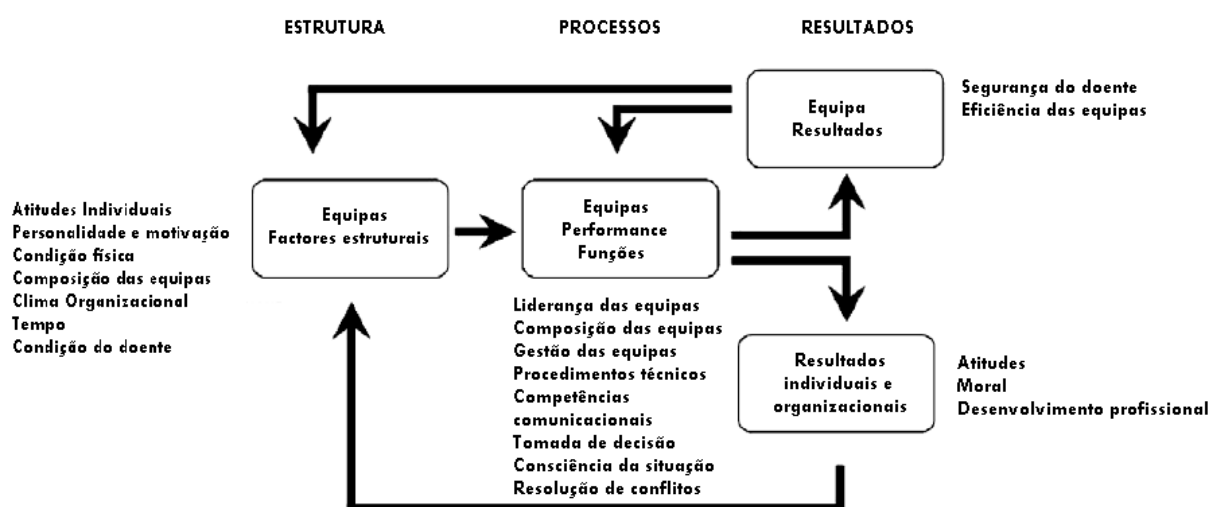 ESTRUTURA
PROCESSOS
RESULTADOS
Equipa
Resultados
Segurança do doente
Eficiência das equipas
Atitudes Individuais
Personalidade e motivação
Condição física
Composição das equipas
Clima Organizacional
Tempo
Condição do doente
Equipas
Factores estruturais
Equipas
Performance
Funções
Liderança das equipas
Composição das equipas
Gestão das equipas
Procedimentos técnicos
Competências
comunicacionais
Tomada de decisão
Consciência da situação
Resolução de conflitos
Resultados
individuais e
organizacionais
Atitudes
Moral
Desenvolvimento profissional